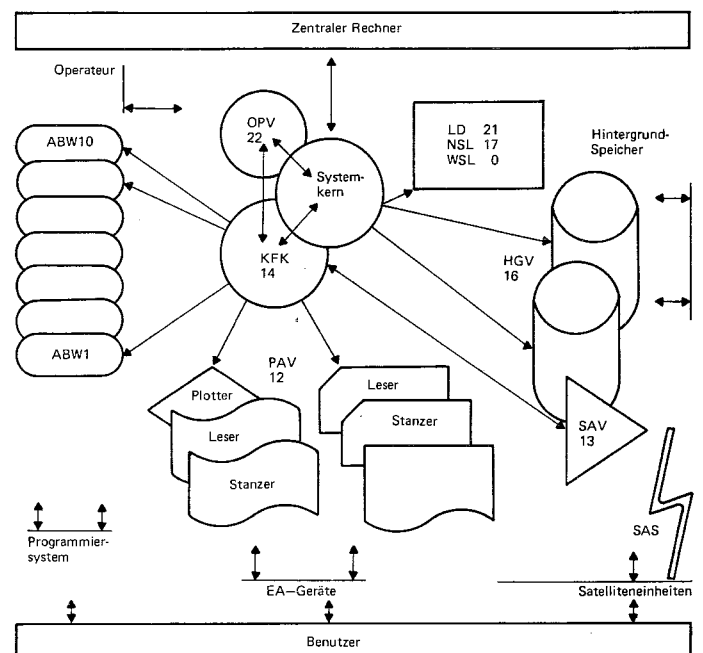 Zentraler Rechner
Operateur
ABW10
OPV
22
System-
kern
LD 21
NSL 17
WSL 0
Hintergrund-
Speicher
KFK
14
HGV
16
ABW1
PAV
12
Plotter
Leser
Stanzer
Leser
Stanzer
SAV
13
SAS
Programmier-
system
EA—Geräte
Satelliteneinheiten
Benutzer